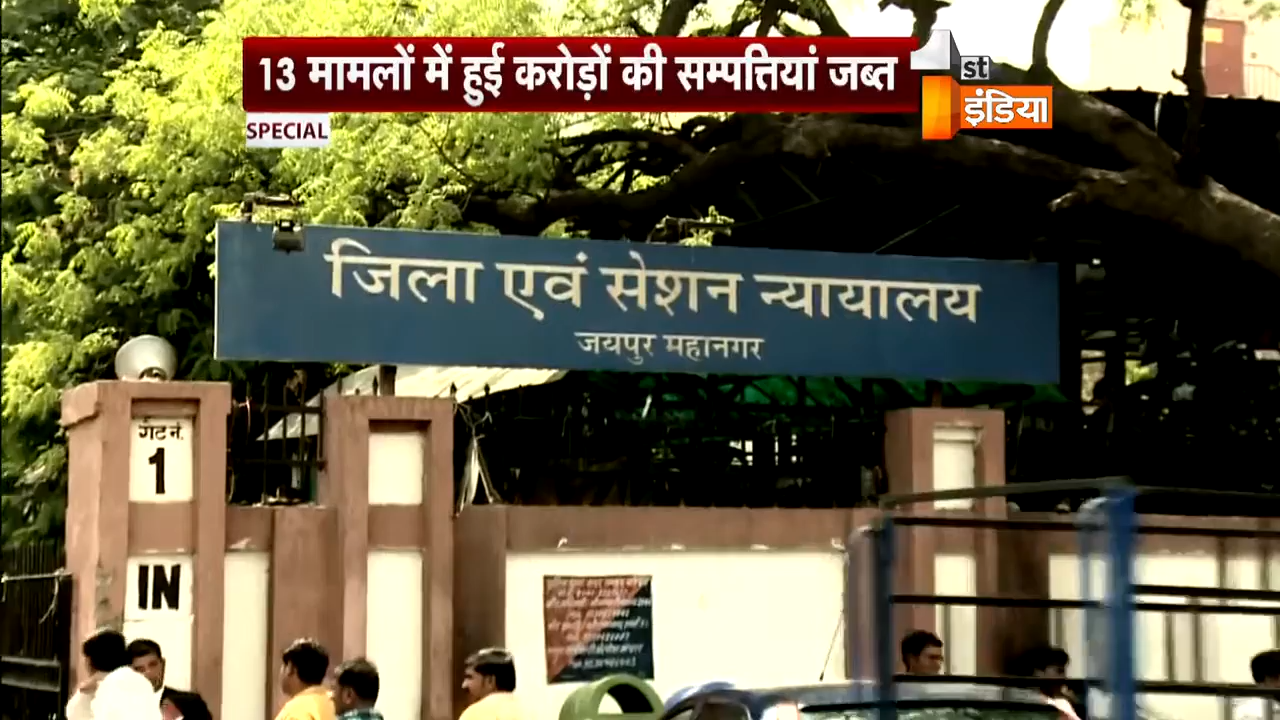 13 मामलों में हुई करोड़ों की सम्पत्तियां जब्त
1st
इंडिया
SPECIAL
जिला एवं सेशन न्यायालय
जयपुर महानगर
गेट नं.
1
IN